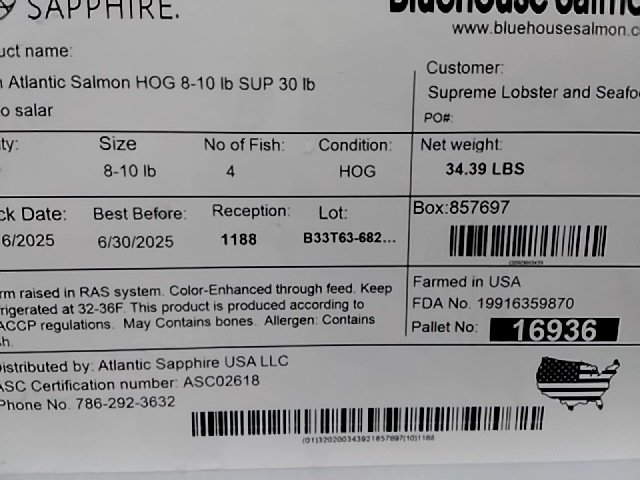 SAPPHIRE.
Bluehouse Salmon
www.bluehousesalmon.c
uct name:
Atlantic Salmon HOG 8-10 lb SUP 30 lb
o salar
Customer:
Supreme Lobster and Seafo
PO#:
ty:
Size
No of Fish:
Condition:
Net weight:
8-10 lb
4
HOG
34.39 LBS
ck Date:
Best Before:
Reception:
Lot:
Box:857697
6/2025
6/30/2025
1188
B33T63-682...
rm raised in RAS system. Color-Enhanced through feed. Keep
rigerated at 32-36F. This product is produced according to
ACCP regulations. May Contains bones. Allergen: Contains
sh.
Farmed in USA
FDA No. 19916359870
Pallet No: 16936
istributed by: Atlantic Sapphire USA LLC
ASC Certification number: ASC02618
Phone No. 786-292-3632